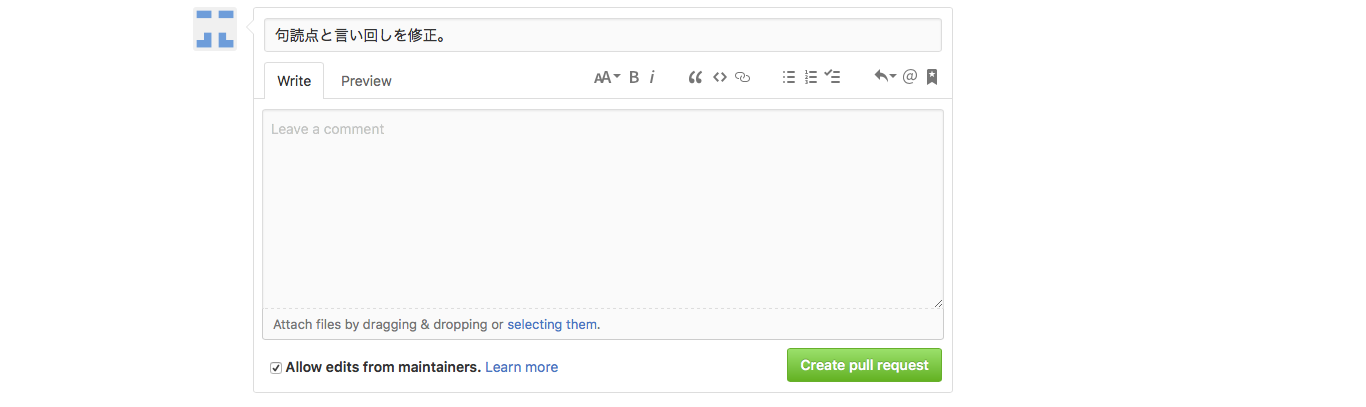 句読点と言い回しを修正。
Write Preview AA B i @
Leave a comment
Attach files by dragging & dropping or selecting them.
Allow edits from maintainers. Learn more Create pull request